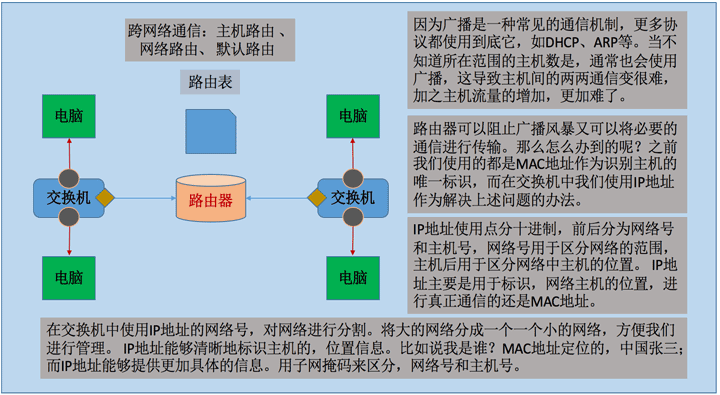 跨网络通信：主机路由、
网络路由、默认路由
路由表
电脑
电脑
交换机
路由器
交换机
电脑
电脑
因为广播是一种常见的通信机制，更多协
议都使用到底它，如DHCP、ARP等。当不
知道所在范围的主机数是，通常也会使用
广播，这导致主机间的两两通信变很难，
加之主机流量的增加，更加难了。
路由器可以阻止广播风暴又可以将必要的
通信进行传输。那么怎么办到的呢？之前
我们使用的都是MAC地址作为识别主机的
唯一标识，而在交换机中我们使用IP地址
作为解决上述问题的办法。
IP地址使用点分十进制，前后分为网络号
和主机号，网络号用于区分网络的范围，
主机后用于区分网络中主机的位置。 IP地
址主要是用于标识，网络主机的位置，进
行真正通信的还是MAC地址。
在交换机中使用IP地址的网络号，对网络进行分割。将大的网络分成一个一个小的网络，方便我们
进行管理。 IP地址能够清晰地标识主机的，位置信息。比如说我是谁？MAC地址定位的，中国张三；
而IP地址能够提供更加具体的信息。用子网掩码来区分，网络号和主机号。